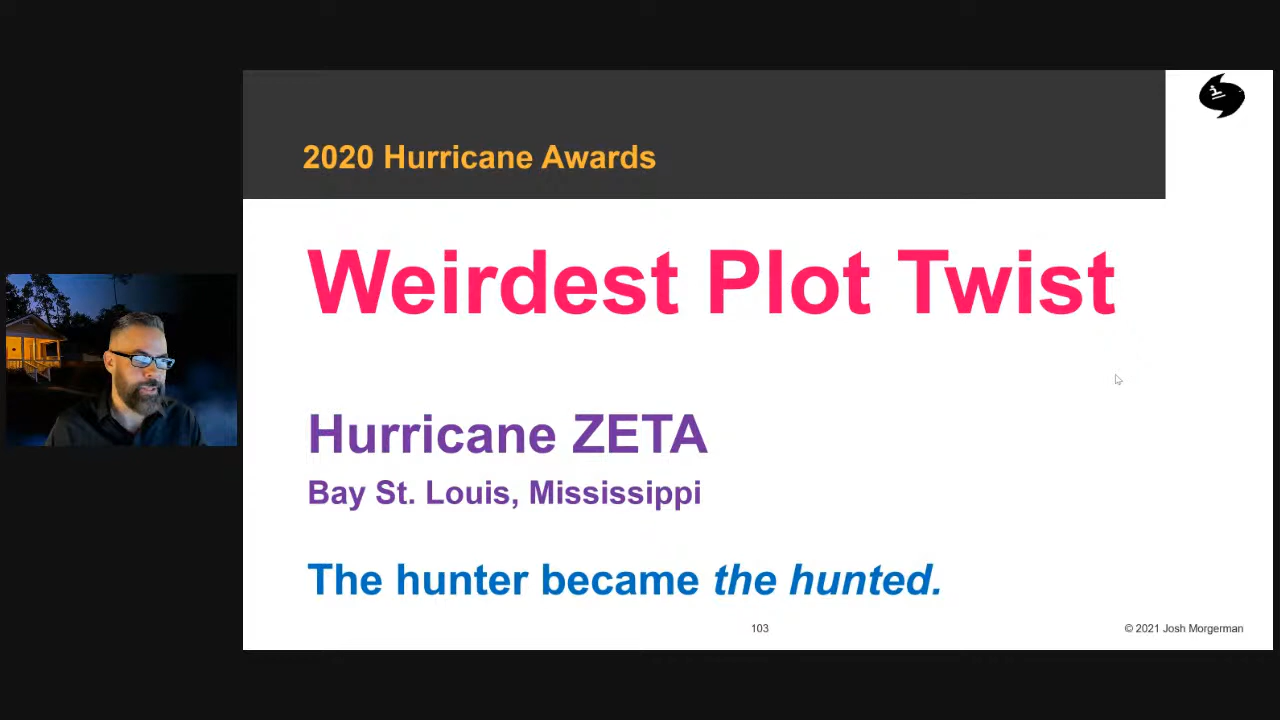 2020 Hurricane Awards
Weirdest Plot Twist
Hurricane ZETA
Bay St. Louis, Mississippi
The hunter became the hunted.
103
© 2021 Josh Morgerman